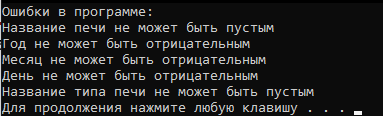 Ошибки в программе:
Название печи не может быть пустым
Год не может быть отрицательным
Месяц не может быть отрицательным
День не может быть отрицательным
Название типа печи не может быть пустым
Для продолжения нажмите любую клавишу . . .